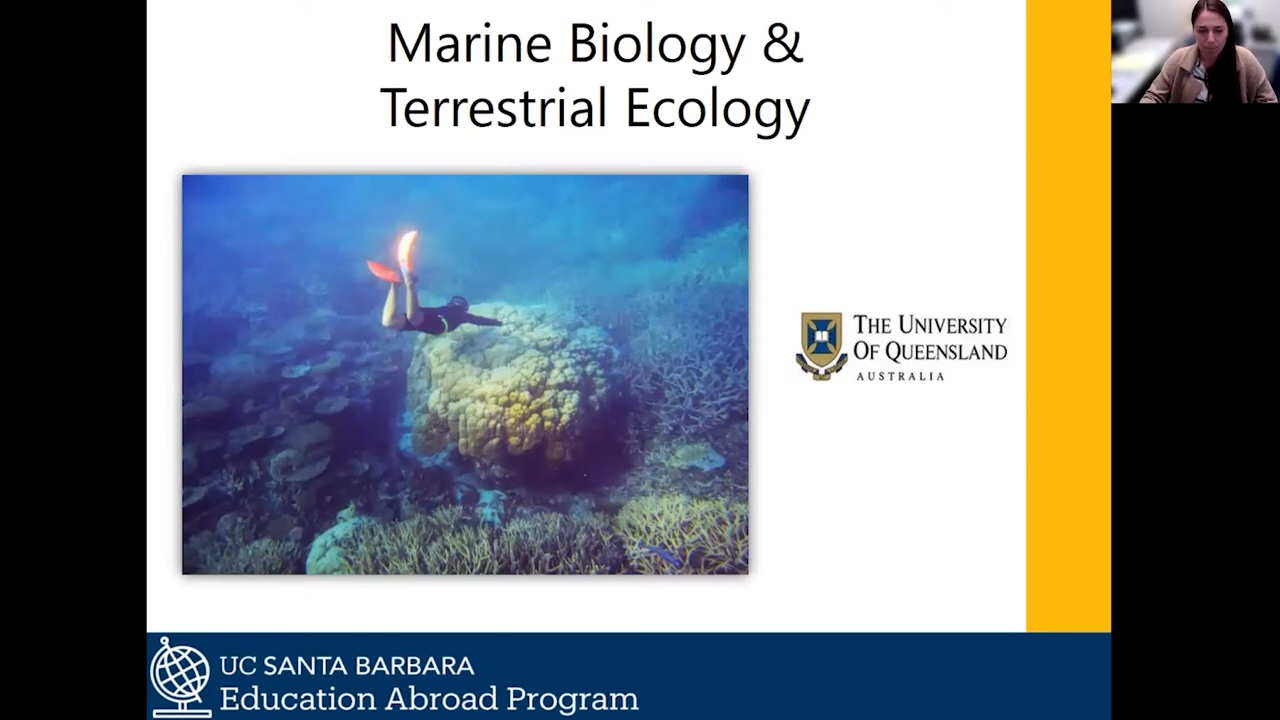 Marine Biology &
Terrestrial Ecology
THE UNIVERSITY
OF QUEENSLAND
AUSTRALIA
UC SANTA BARBARA
Education Abroad Program